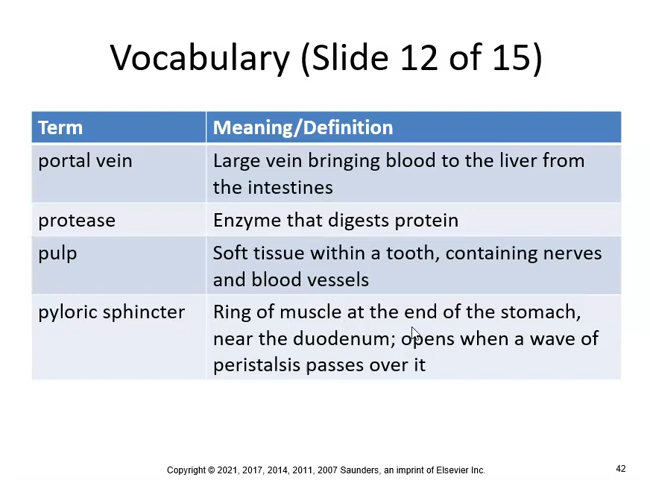 Vocabulary (Slide 12 of 15)
Term Meaning/Definition
portal vein Large vein bringing blood to the liver from
the intestines
protease Enzyme that digests protein
pulp Soft tissue within a tooth, containing nerves
and blood vessels
pyloric sphincter Ring of muscle at the end of the stomach,
near the duodenum; opens when a wave of
peristalsis passes over it
Copyright © 2021, 2017, 2014, 2011, 2007 Saunders, an imprint of Elsevier Inc. 42